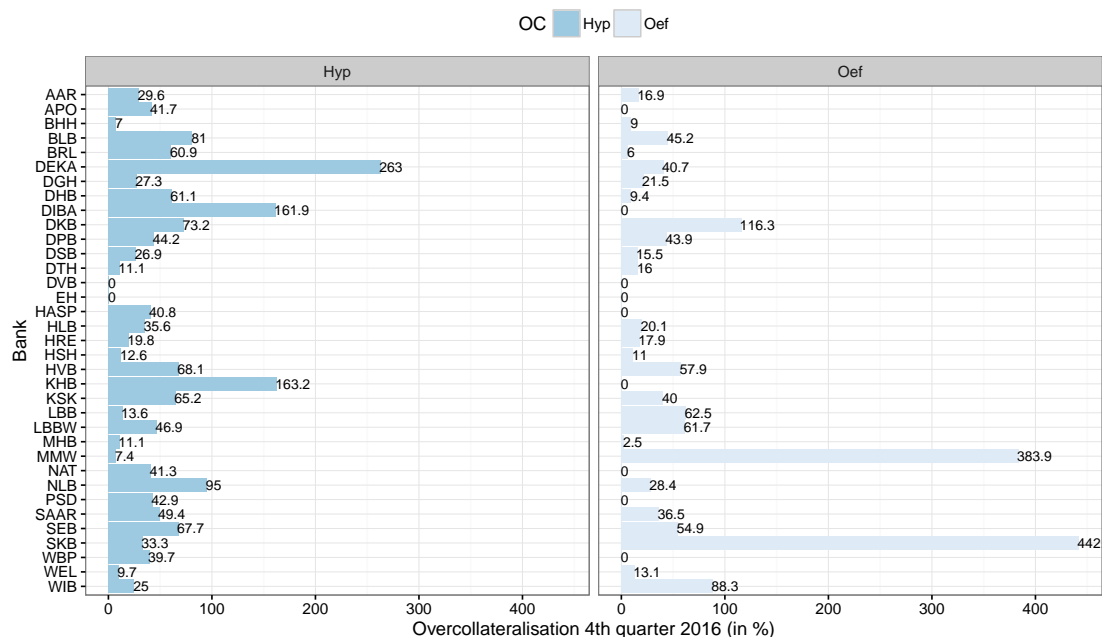 OC Hyp Oef
Hyp Oef
AAR 29.6 16.9
APO 41.7 0
BHH 7 9
BLB 81 45.2
BRL 60.9 6
DEKA 263 40.7
DGH 27.3 21.5
DHB 61.1 9.4
DIBA 161.9 0
DKB 73.2 116.3
DPB 44.2 43.9
DSB 26.9 15.5
DTH 11.1 16
DVB 0 0
EH 0 0
HASP 40.8 0
HLB 35.6 20.1
HRE 19.8 17.9
HSH 12.6 11
HVB 68.1 57.9
KHB 163.2 0
KSK 65.2 40
LBB 13.6 62.5
LBBW 46.9 61.7
MHB 11.1 2.5
MMW 7.4 383.9
NAT 41.3 0
NLB 95 28.4
PSD 42.9 0
SAAR 49.4 36.5
SEB 67.7 54.9
SKB 33.3 442
WBP 39.7 0
WEL 9.7 13.1
WIB 25 88.3
Bank
0 100 200 300 400 0 100 200 300 400
Overcollateralisation 4th quarter 2016 (in %)